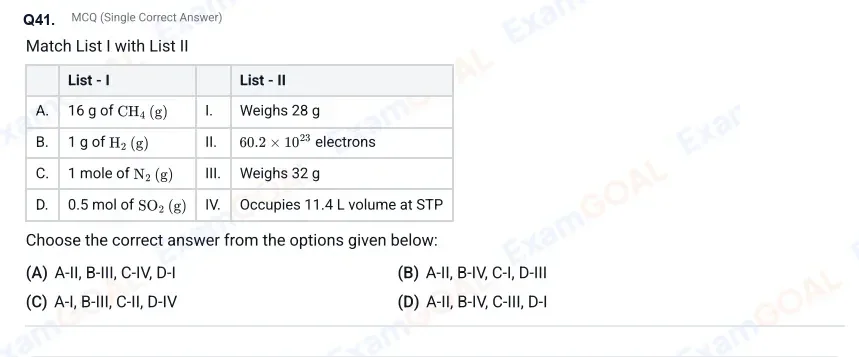 Q41. MCQ (Single Correct Answer)
Match List I with List II
List - I List - II
A. 16 g of CH₄ (g) I. Weighs 28 g
B. 1 g of H₂ (g) II. 60.2 × 10²³ electrons
C. 1 mole of N₂ (g) III. Weighs 32 g
D. 0.5 mol of SO₂ (g) IV. Occupies 11.4 L volume at STP
Choose the correct answer from the options given below:
(A) A-II, B-III, C-IV, D-I (B) A-II, B-IV, C-I, D-III
(C) A-I, B-III, C-II, D-IV (D) A-II, B-IV, C-III, D-I
ExamGOAL